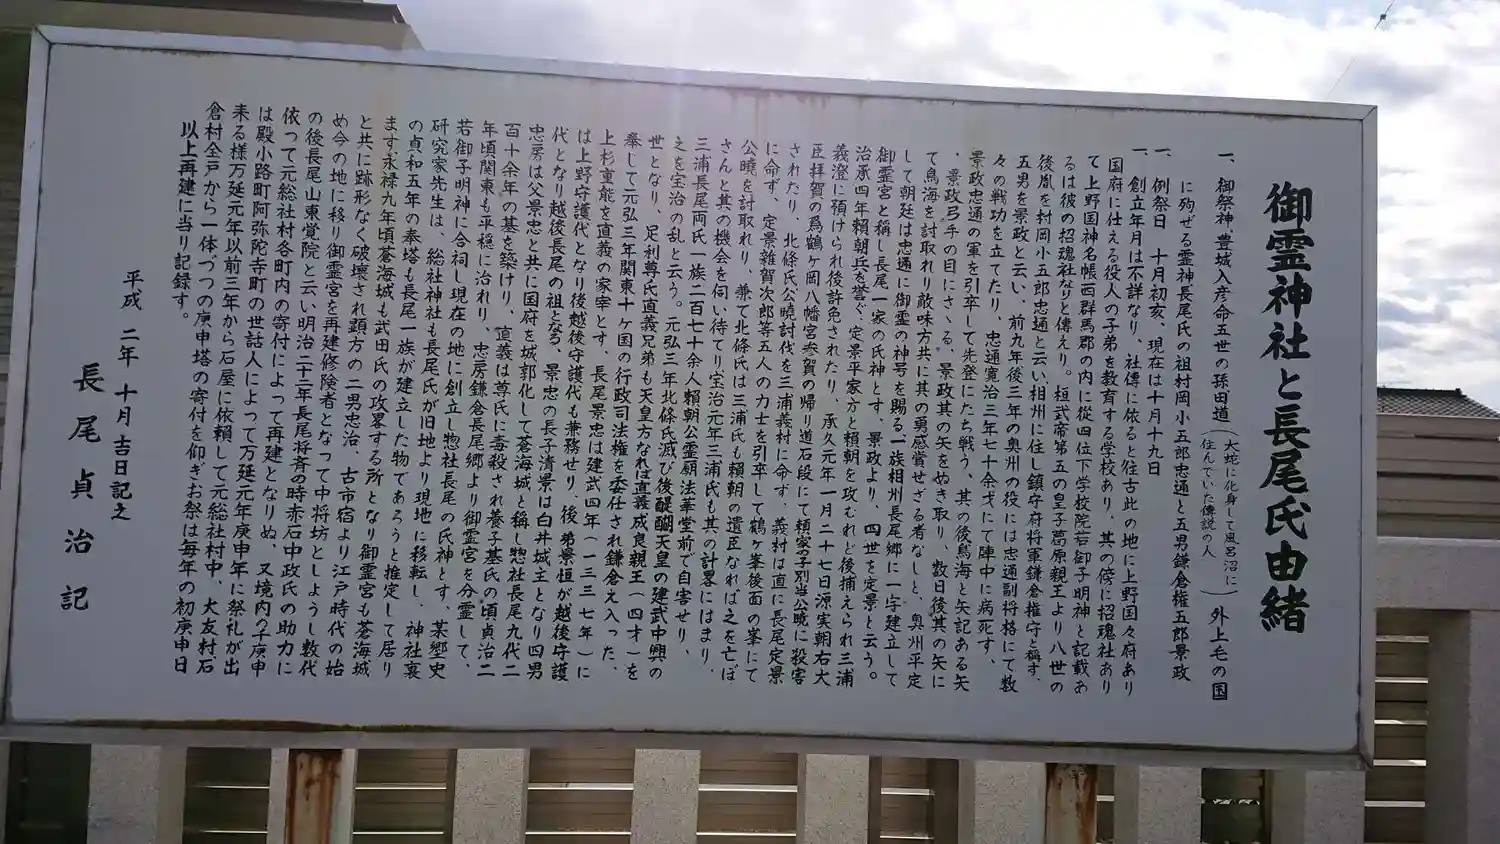 御霊神社と長尾氏由緒
一、御祭神、豊城入彦命五世の孫田道(大蛇に化身して風呂沼に住んでいた傳説の人)外上毛の国
に殉ぜる霊神長尾氏の祖村岡小五郎忠通と五男鎌倉権五郎景政
一、例祭日 十月初亥、現在は十月十九日
一、創立年月は不詳なり、社傳に依ると往古此の地に上野国々府あり
国府に仕える役人の子弟を教育する学校あり、其の傍に招魂社あり
て上野国神名帳西群馬郡の内に從四位下学校院若御子明神と記載あ
るは彼の招魂社なりと傳えり。桓武帝第五の皇子葛原親王より八世の
後胤を村岡小五郎忠通と云い相州に住し鎮守府将軍鎌倉権守と稱す、
五男を景政と云い、前九年後三年の奥州の役には忠通副将格にて数
々の戦功を立てたり、忠通寛治三年七十余才にて陣中に病死す、
景政忠通の軍を引卒して先登にたち戦う、其の後鳥海と矢記ある矢
、景政弓手の目にささる、景政其の矢をぬき取り、数日後其の矢に
て鳥海を討取れり敵味方共に其の勇感賞せざる者なしと、奥州平定
して朝廷は忠通に御霊の神号を賜る一族相州長尾郷に一宇建立して
御霊宮と稱し長尾一家の氏神とす、景政より、四世を定景と云う。
治承四年頼朝兵を誉ぐ、定景平家方と頼朝を攻むれど後捕えられ三浦
義澄に預けられ後許免されたり、承久元年一月二十七日源実朝右大
臣拝賀の爲鶴ヶ岡八幡宮参賀の帰り道石段にて頼家の子別当公曉に殺害
されたり、北條氏公曉討伐を三浦義村に命ず、義村は直に長尾定景
に命ず、定景雑賀次郎等五人の力士を引卒して鶴ヶ峯後面の峯にて
公曉を討取れり、兼て北條氏は三浦氏も頼朝の遺臣なれば之を亡ぼ
さんと其の機会を伺い待てり宝治元年三浦氏も其の計畧にはまり、
三浦長尾両氏一族二百七十余人頼朝公霊願法華堂前で自害せり、
之を宝治の乱と云う。元弘三年北條氏滅び後醍醐天皇の建武中興の
世となり、足利尊氏直義兄弟も天皇方なれば直義成良親王(四才)を
奉して元弘三年関東十ヶ国の行政司法権を委任され鎌倉え入った、
上杉重能を直義の家宰とす、長尾景忠は建武四年(一三三七年)に
は上野守護代となり後越後守護代も兼務せり、後弟景恒が越後守護
代となり越後長尾の祖となる、景忠の長子清景は白井城主となり四男
忠房は父景忠と共に国府を城郭化して蒼海城と稱し惣社長尾九代二
百十余年の基を築けり、直義は尊氏に毒殺され養子基氏の頃貞治二
年頃関東も平穏に治れり、忠房鎌倉長尾郷より御霊宮を分霊して、
若御子明神に合祠し現在の地に創立し惣社長尾の氏神とす、某郷史
研究家先生は、総社神社も長尾氏が旧地より現地に移転し、神社裏
の貞和五年の奉塔も長尾一族が建立した物であろうと推定して居り
ます永禄九年頃蒼海城も武田氏の攻畧する所となり御霊宮も蒼海城
と共に跡形なく破壊され顕方の二男忠治、古市宿より江戸時代の始
め今の地に移り御霊宮を再建修険者となって中将坊としようし数代
の後長尾山東覚院と云い明治二十二年長尾将斉の時赤石中政氏の助力に
依って元総社村各町内の寄付によって再建となりぬ、又境内の子庚申
は殿小路町阿弥陀寺町の世話人によって万延元年庚申年に祭礼が出
来る様万延元年以前三年から石屋に依頼して元総社村中、大友村石
倉村全戸から一体づつの庚申塔の寄付を仰ぎお祭は毎年の初庚申日
以上再建に当り記録す。
平成 二年 十月吉日記之
長尾貞治記